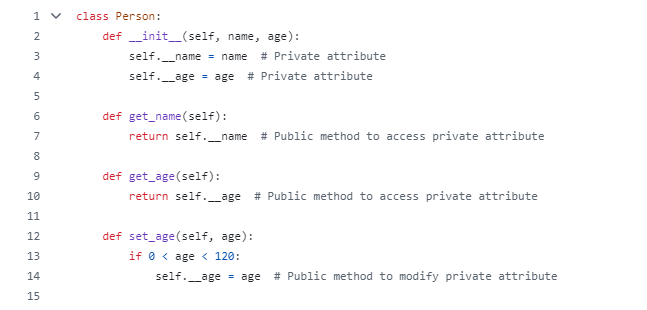 1 class Person:
2     def __init__(self, name, age):
3         self.__name = name  # Private attribute
4         self.__age = age  # Private attribute
5
6     def get_name(self):
7         return self.__name  # Public method to access private attribute
8
9     def get_age(self):
10         return self.__age  # Public method to access private attribute
11
12     def set_age(self, age):
13         if 0 < age < 120:
14             self.__age = age  # Public method to modify private attribute
15